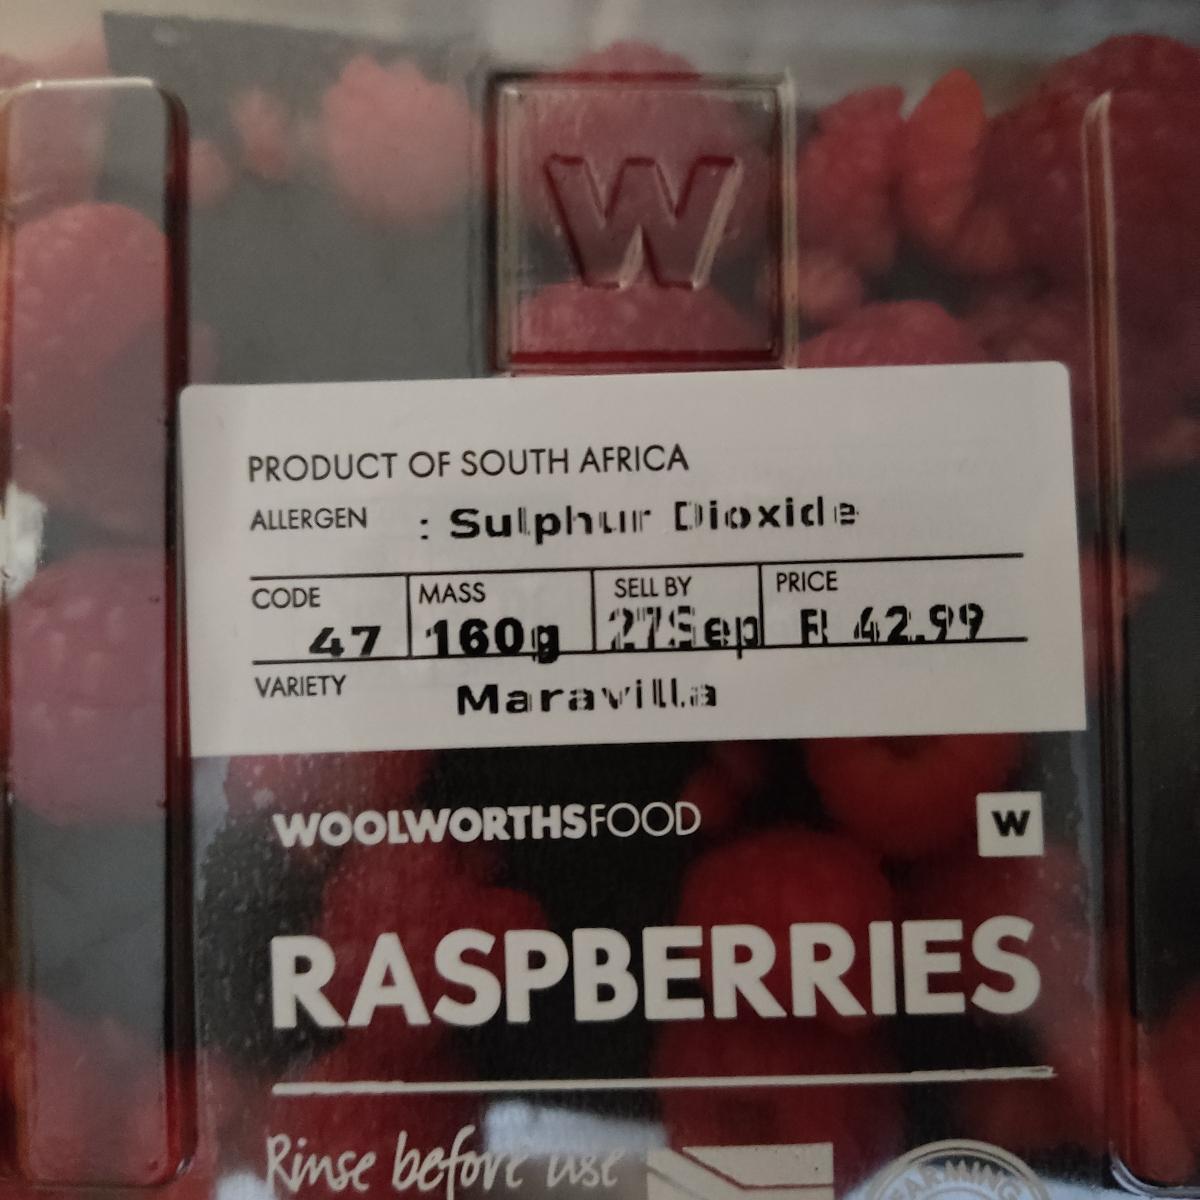 W
PRODUCT OF SOUTH AFRICA
ALLERGEN : Sulphur Dioxide
CODE MASS SELL BY PRICE
47 160g 27Sep R 42.99
VARIETY Maravilla
WOOLWORTHSFOOD W
RASPBERRIES
Rinse before use
FARMING